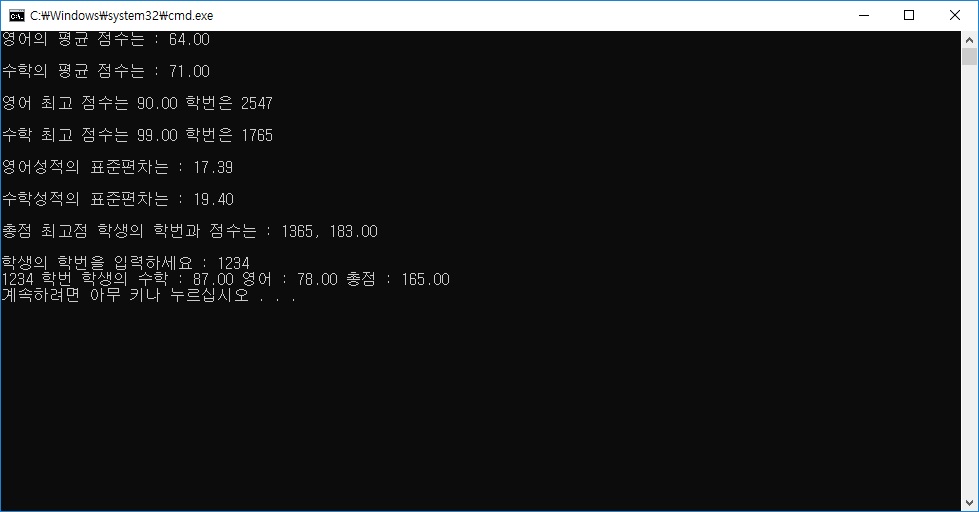 C:₩Windows₩system32₩cmd.exe
영어의 평균 점수는 : 64.00
수학의 평균 점수는 : 71.00
영어 최고 점수는 90.00 학번은 2547
수학 최고 점수는 99.00 학번은 1765
영어성적의 표준편차는 : 17.39
수학성적의 표준편차는 : 19.40
총점 최고점 학생의 학번과 점수는 : 1365, 183.00
학생의 학번을 입력하세요 : 1234
1234 학번 학생의 수학 : 87.00 영어 : 78.00 총점 : 165.00
계속하려면 아무 키나 누르십시오 . . .